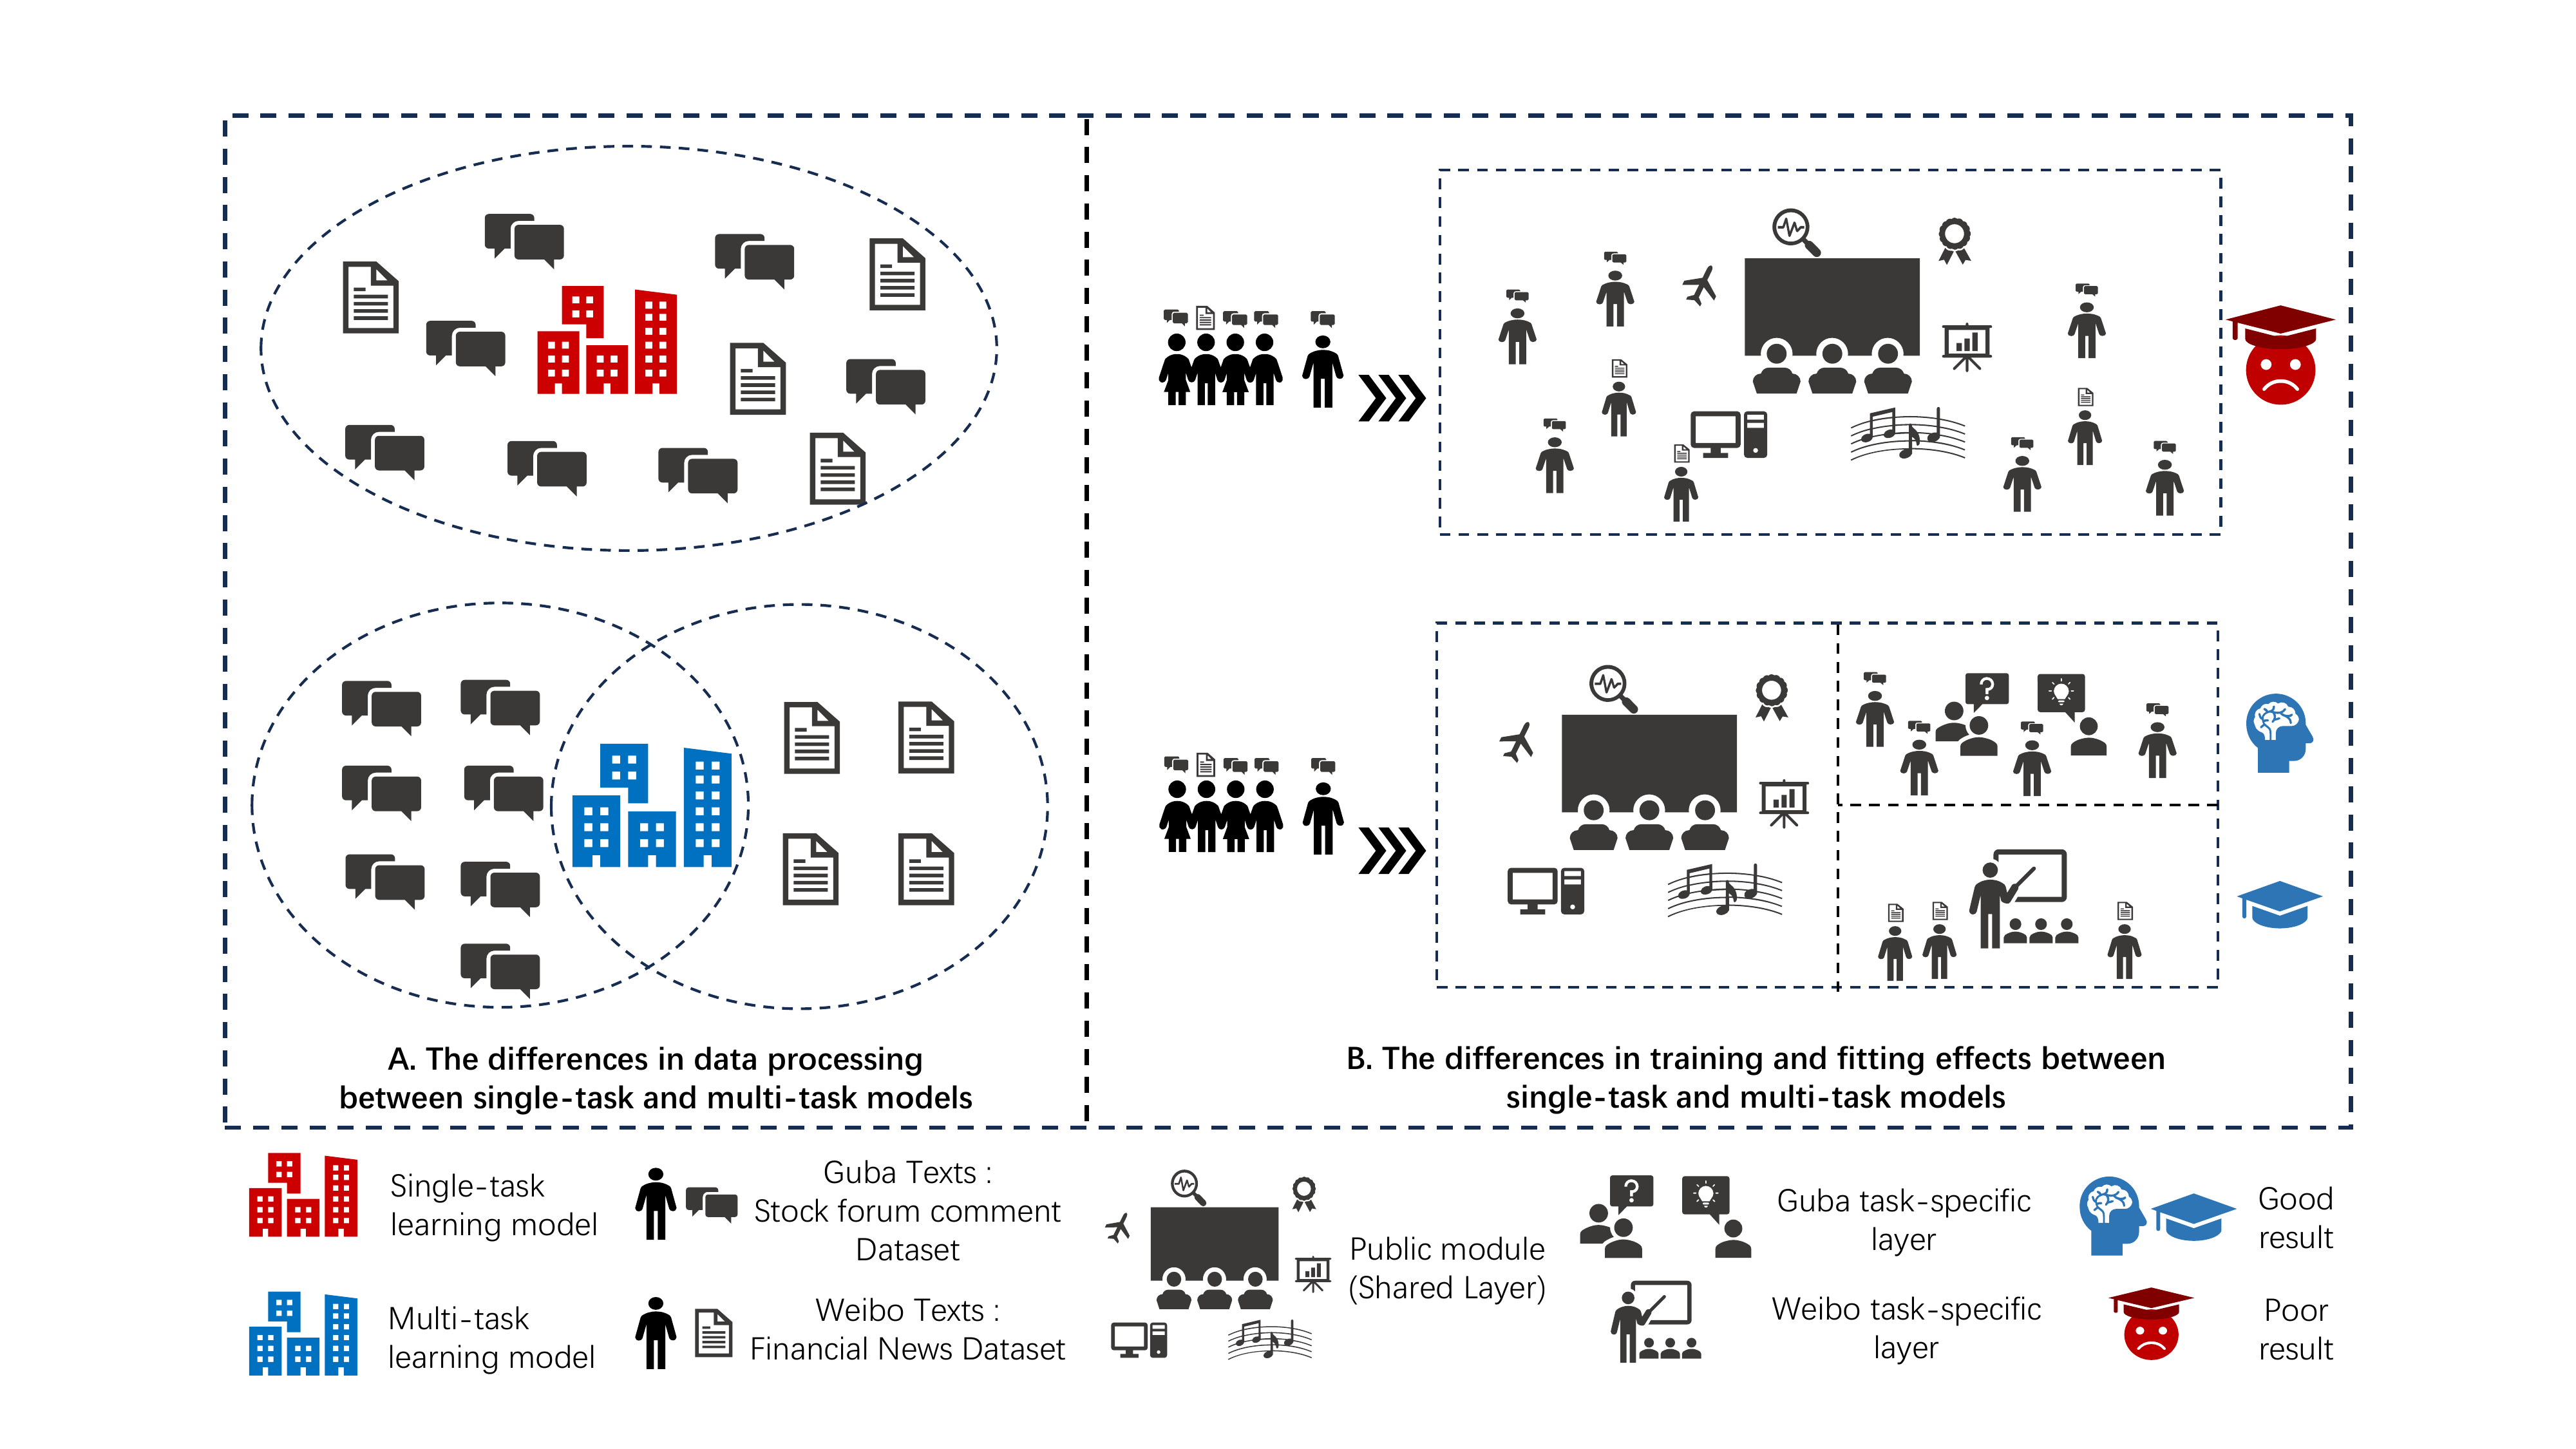 A. The differences in data processing
between single-task and multi-task models
B. The differences in training and fitting effects between
single-task and multi-task models
Single-task
learning model
Multi-task
learning model
Guba Texts :
Stock forum comment
Dataset
Weibo Texts :
Financial News Dataset
Public module
(Shared Layer)
Guba task-specific
layer
Weibo task-specific
layer
Good
result
Poor
result